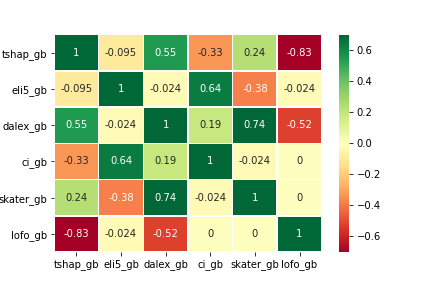 tshap_gb 1 -0.095 0.55 -0.33 0.24 -0.83
eli5_gb -0.095 1 -0.024 0.64 -0.38 -0.024
dalex_gb 0.55 -0.024 1 0.19 0.74 -0.52
ci_gb -0.33 0.64 0.19 1 -0.024 0
skater_gb 0.24 -0.38 0.74 -0.024 1 0
lofo_gb -0.83 -0.024 -0.52 0 0 1
tshap_gb eli5_gb dalex_gb ci_gb skater_gb lofo_gb
0.6
0.4
0.2
0.0
−0.2
−0.4
−0.6